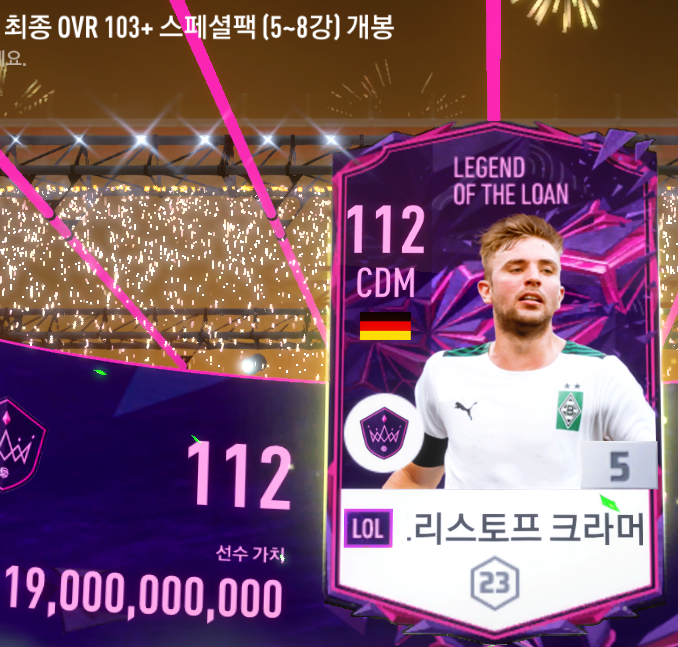 최종 OVR 103+ 스페셜팩 (5~8강) 개봉
요.
LEGEND
OF THE LOAN
112
CDM
5
LOL .리스토프 크라머
23
112
선수 가치
19,000,000,000